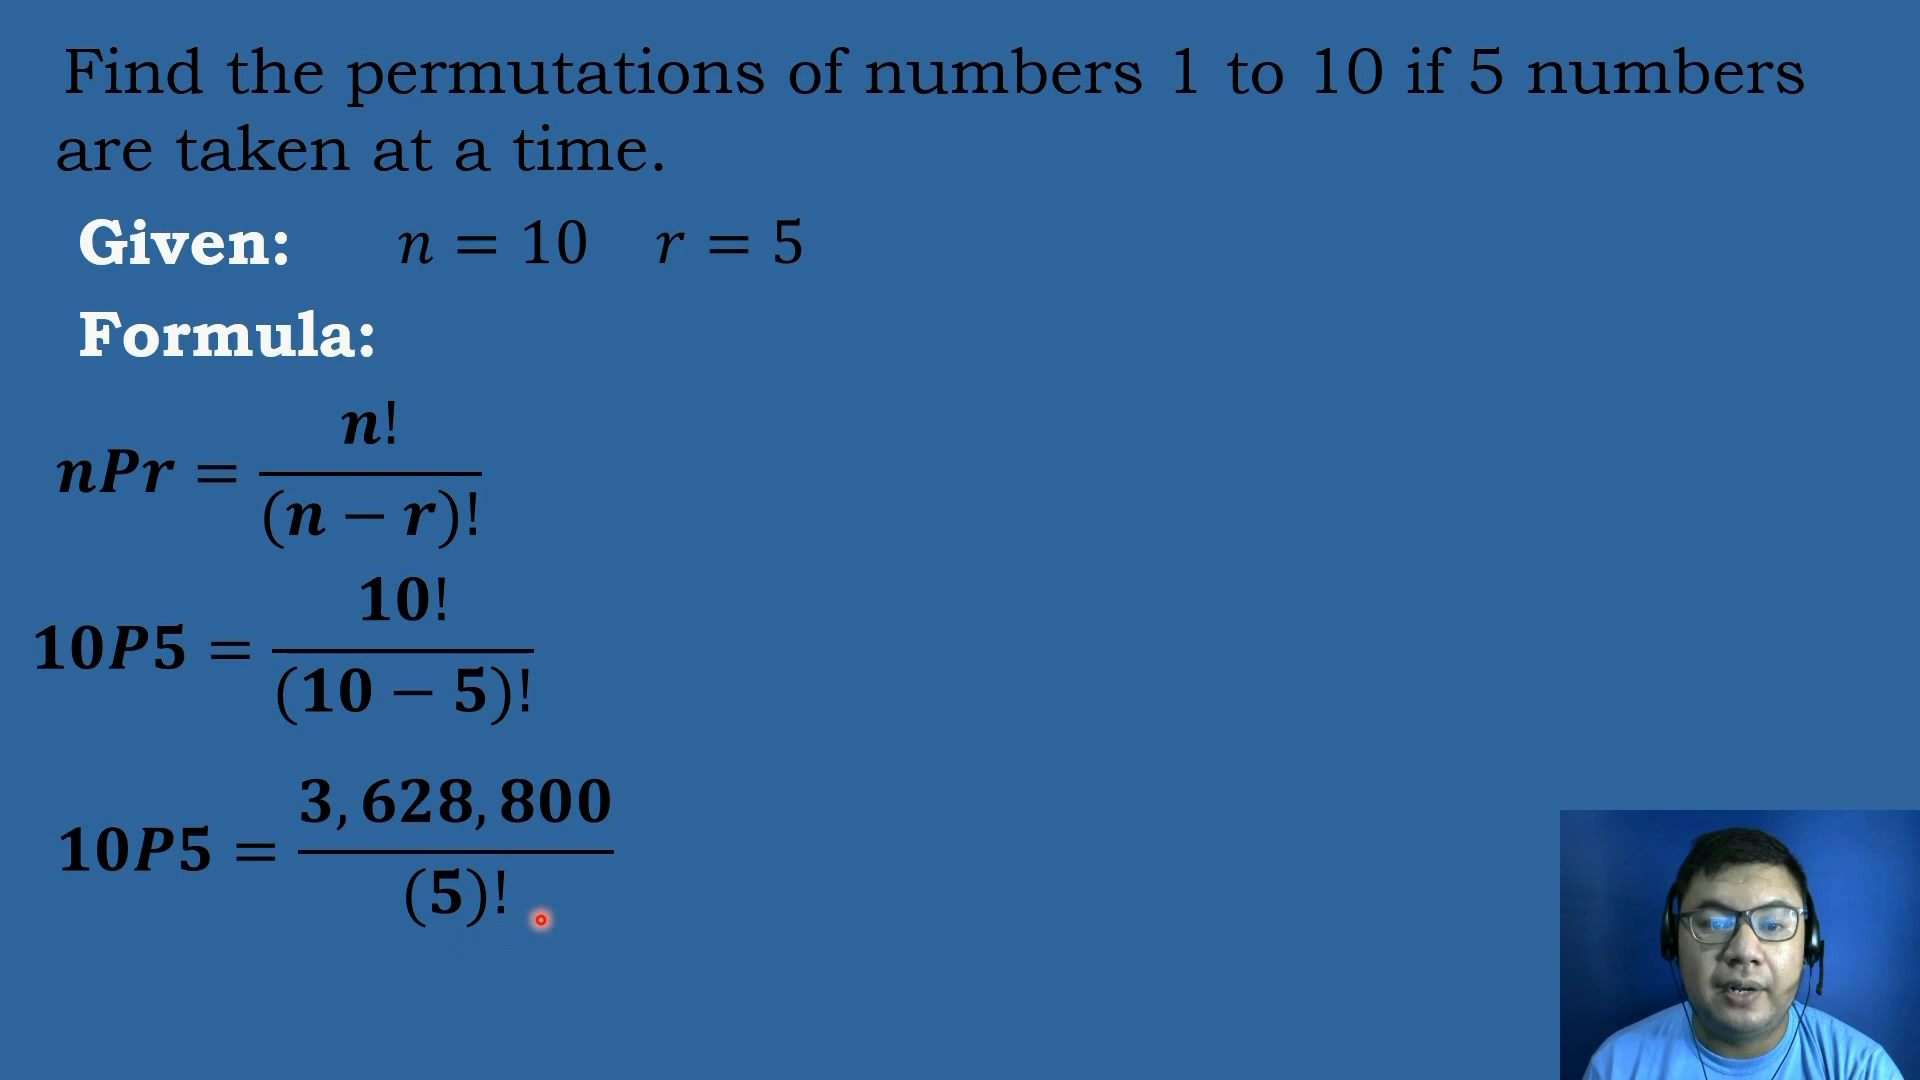 Find the permutations of numbers 1 to 10 if 5 numbers
are taken at a time.
Given: n = 10 r = 5
Formula:
nPr = n! / (n − r)!
10P5 = 10! / (10 − 5)!
10P5 = 3,628,800 / (5)!